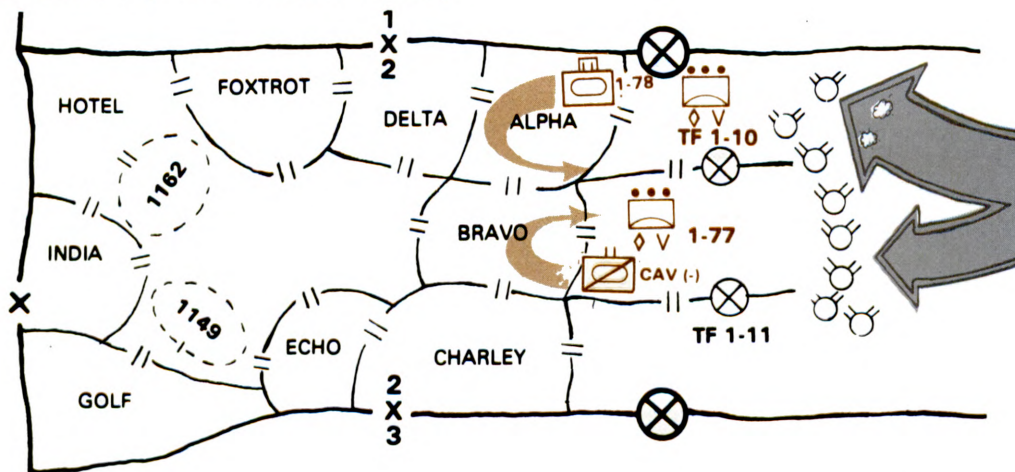 1
X
2
HOTEL
FOXTROT
DELTA
ALPHA
1-78
TF 1-10
1162
BRAVO
1-77
INDIA
CAV (-)
X
1149
ECHO
CHARLEY
TF 1-11
GOLF
2
X
3